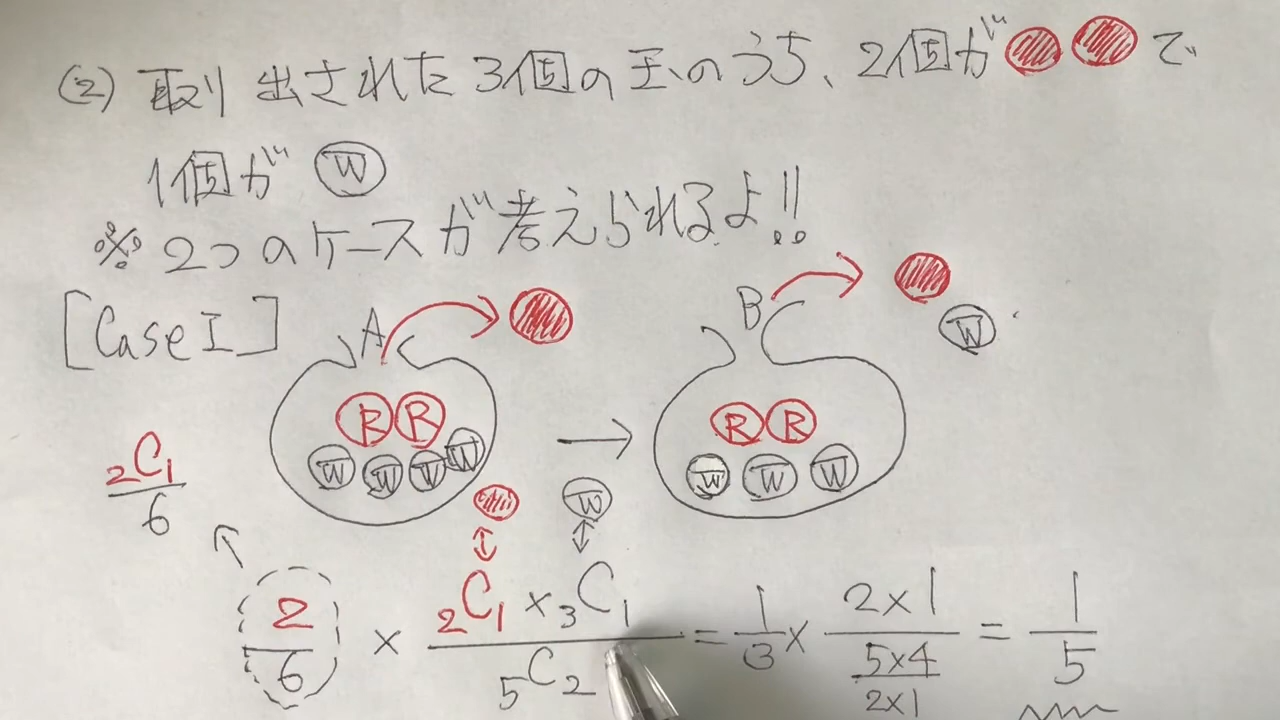 (2) 取り出された3個の玉のうち、2個がで
1個が W
※2つのケースが考えられるよ!!
[Case I] A B
W
R R R R
W W W W W W W
2C1/6
W
2/6 × 2C1×3C1/5C2 = 1/3 × 2×1/(5×4/2×1) = 1/5